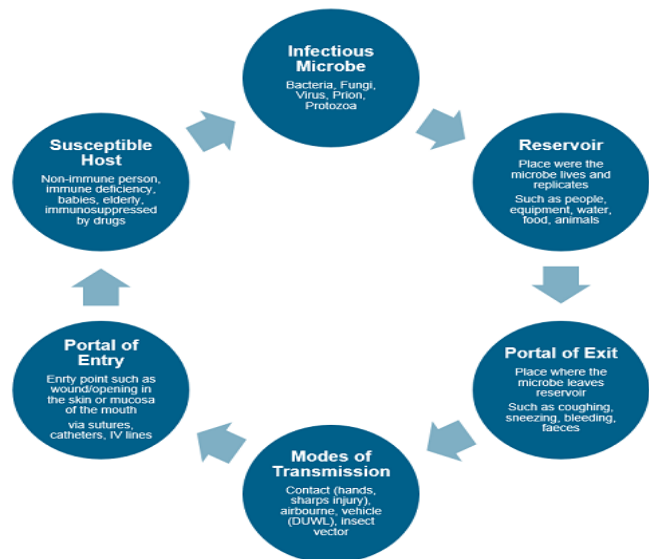 Infectious
Microbe
Bacteria, Fungi,
Virus, Prion,
Protozoa
Reservoir
Place were the
microbe lives and
replicates
Such as people,
equipment, water,
food, animals
Portal of Exit
Place where the
microbe leaves
reservoir
Such as coughing,
sneezing, bleeding,
faeces
Modes of
Transmission
Contact (hands,
sharps injury),
airbourne, vehicle
(DUWL), insect
vector
Portal of
Entry
Enrty point such as
wound/opening in
the skin or mucosa
of the mouth
via sutures,
catheters, IV lines
Susceptible
Host
Non-immune person,
immune deficiency,
babies, elderly,
immunosuppressed
by drugs